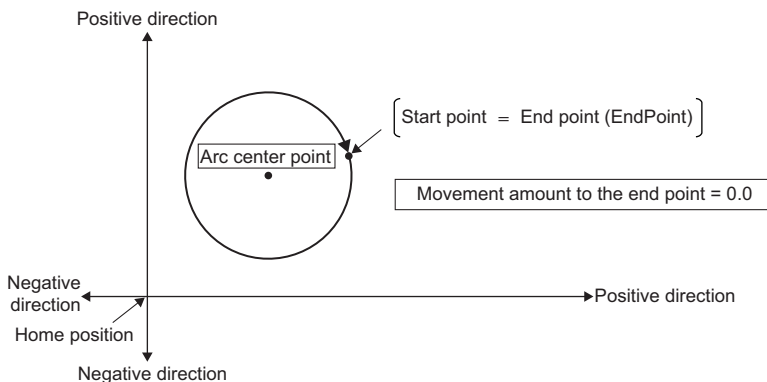 Positive direction
Start point = End point (EndPoint)
Arc center point
Movement amount to the end point = 0.0
Negative
direction
Positive direction
Home position
Negative direction